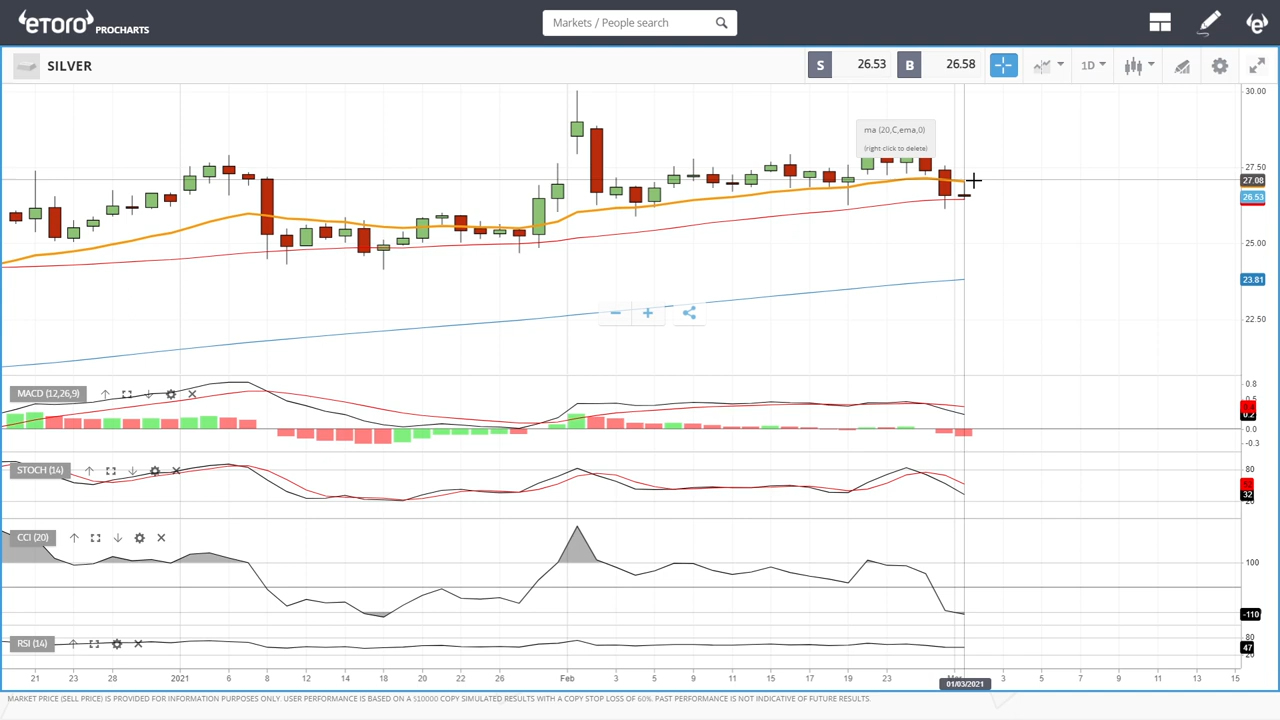 etoro PROCHARTS
Markets / People search
SILVER
S 26.53 B 26.58
1D
30.00
ma (20,C,ema,0)
(right click to delete)
27.50
27.08
26.53
25.00
23.81
22.50
MACD (12,26,9)
0.8
0.5
0.2
0.0
-0.3
STOCH (14)
80
32
20
CCI (20)
100
-110
RSI (14)
80
47
20
21 23 28 2021 6 8 12 14 18 20 22 26 Feb 3 5 9 11 15 17 19 23 3 5 7 9 11 13 15
01/03/2021
MARKET PRICE (SELL PRICE) IS PROVIDED FOR INFORMATION PURPOSES ONLY. USER PERFORMANCE IS BASED ON A $10000 COPY SIMULATED RESULTS WITH A COPY STOP LOSS OF 60%. PAST PERFORMANCE IS NOT INDICATIVE OF FUTURE RESULTS.